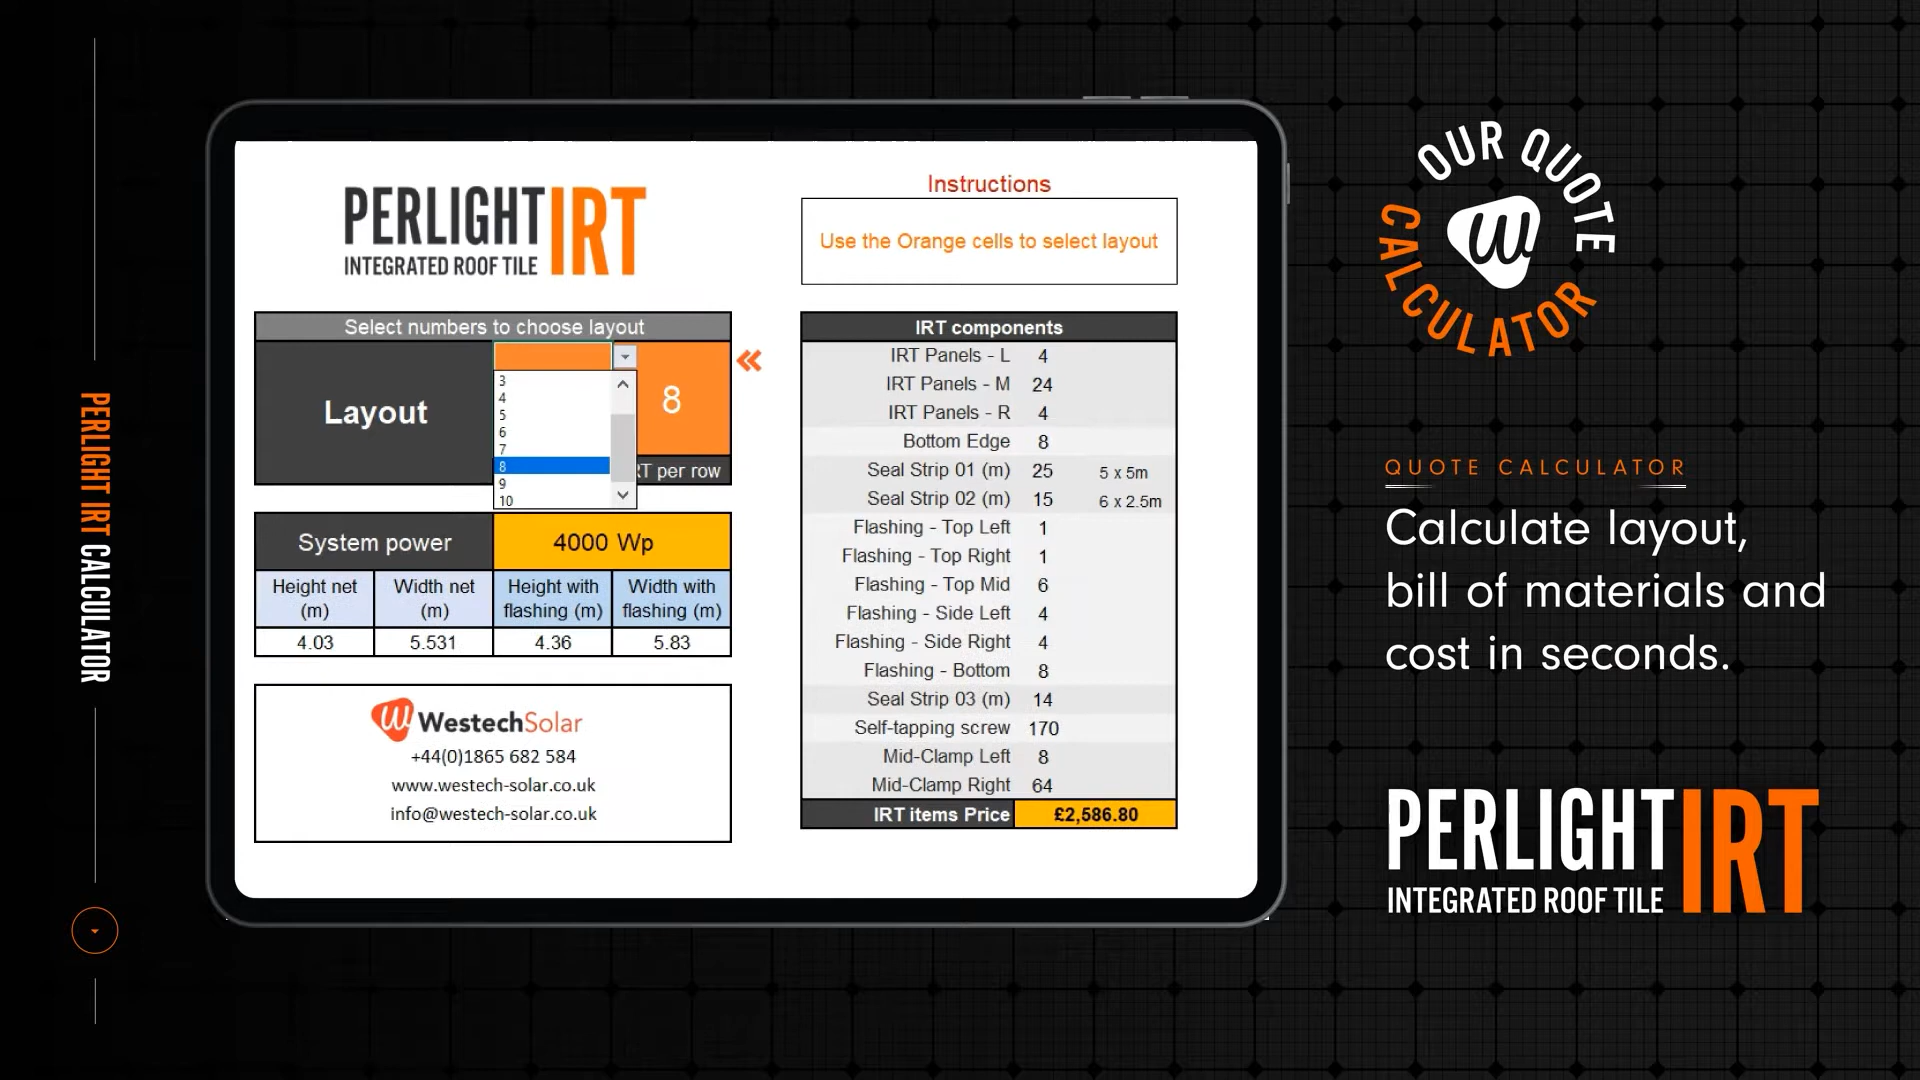 PERLIGHT IRT CALCULATOR
PERLIGHT IRT
INTEGRATED ROOF TILE
Instructions
Use the Orange cells to select layout
Select numbers to choose layout
Layout
3
4
5
6
7
8
9
10
8
per row
System power 4000 Wp
Height net (m) Width net (m) Height with flashing (m) Width with flashing (m)
4.03 5.531 4.36 5.83
WestechSolar
+44(0)1865 682 584
www.westech-solar.co.uk
info@westech-solar.co.uk
IRT components
IRT Panels - L 4
IRT Panels - M 24
IRT Panels - R 4
Bottom Edge 8
Seal Strip 01 (m) 25 5 x 5m
Seal Strip 02 (m) 15 6 x 2.5m
Flashing - Top Left 1
Flashing - Top Right 1
Flashing - Top Mid 6
Flashing - Side Left 4
Flashing - Side Right 4
Flashing - Bottom 8
Seal Strip 03 (m) 14
Self-tapping screw 170
Mid-Clamp Left 8
Mid-Clamp Right 64
IRT items Price £2,586.80
OUR QUOTE CALCULATOR
W
QUOTE CALCULATOR
Calculate layout,
bill of materials and
cost in seconds.
PERLIGHT IRT
INTEGRATED ROOF TILE